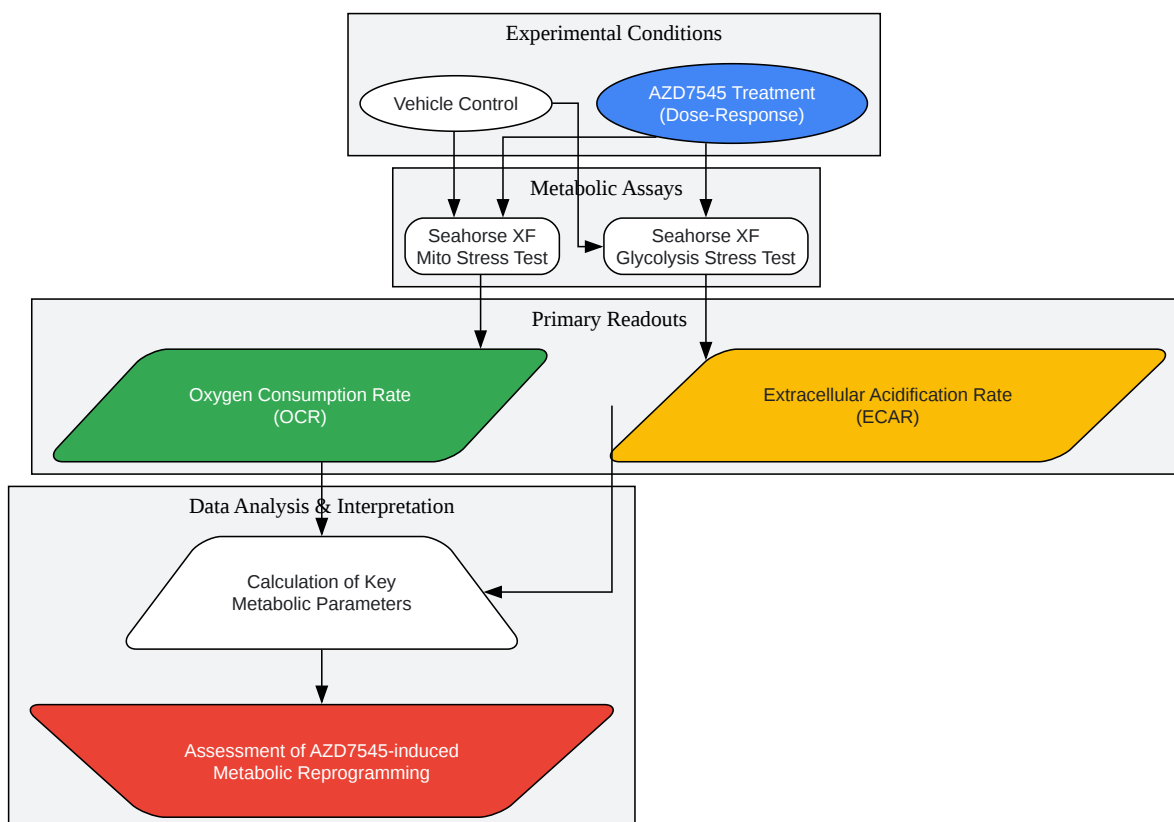 Experimental Conditions
Vehicle Control
AZD7545 Treatment
(Dose-Response)
Metabolic Assays
Seahorse XF
Mito Stress Test
Seahorse XF
Glycolysis Stress Test
Primary Readouts
Oxygen Consumption Rate
(OCR)
Extracellular Acidification Rate
(ECAR)
Data Analysis & Interpretation
Calculation of Key
Metabolic Parameters
Assessment of AZD7545-induced
Metabolic Reprogramming